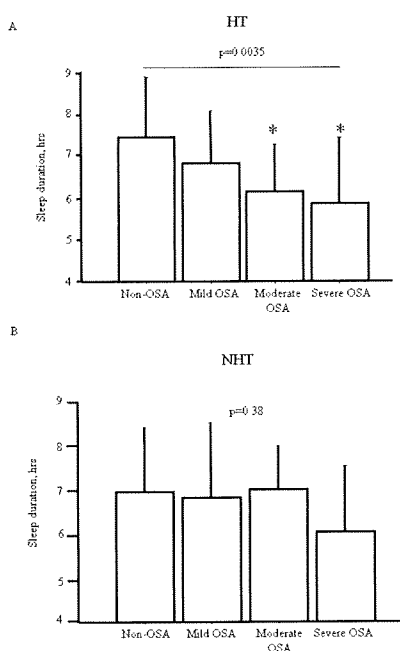 A
HT
p=0 0035
9
8
7
6
5
4
Sleep duration, hrs
*
*
Non-OSA
Mild OSA
Moderate
OSA
Severe OSA
B
NHT
p=0 38
9
8
7
6
5
4
Sleep duration, hrs
Non-OSA
Mild OSA
Moderate
OSA
Severe OSA